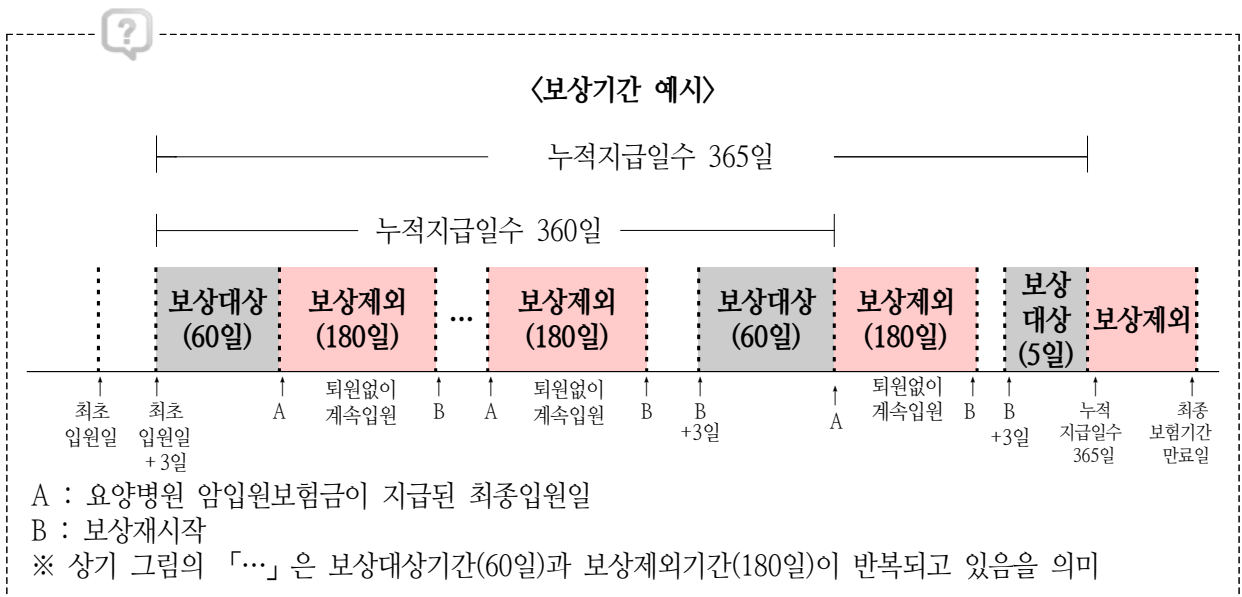 ?
〈보상기간 예시〉
누적지급일수 365일
누적지급일수 360일
보상대상
(60일)
보상제외
(180일)
…
보상제외
(180일)
보상대상
(60일)
보상제외
(180일)
보상
대상
(5일)
보상제외
최초
입원일
최초
입원일
+ 3일
A
퇴원없이
계속입원
B
A
퇴원없이
계속입원
B
B
+3일
A
퇴원없이
계속입원
B
B
+3일
누적
지급일수
365일
최종
보험기간
만료일
A : 요양병원 암입원보험금이 지급된 최종입원일
B : 보상재시작
※ 상기 그림의 「…」은 보상대상기간(60일)과 보상제외기간(180일)이 반복되고 있음을 의미